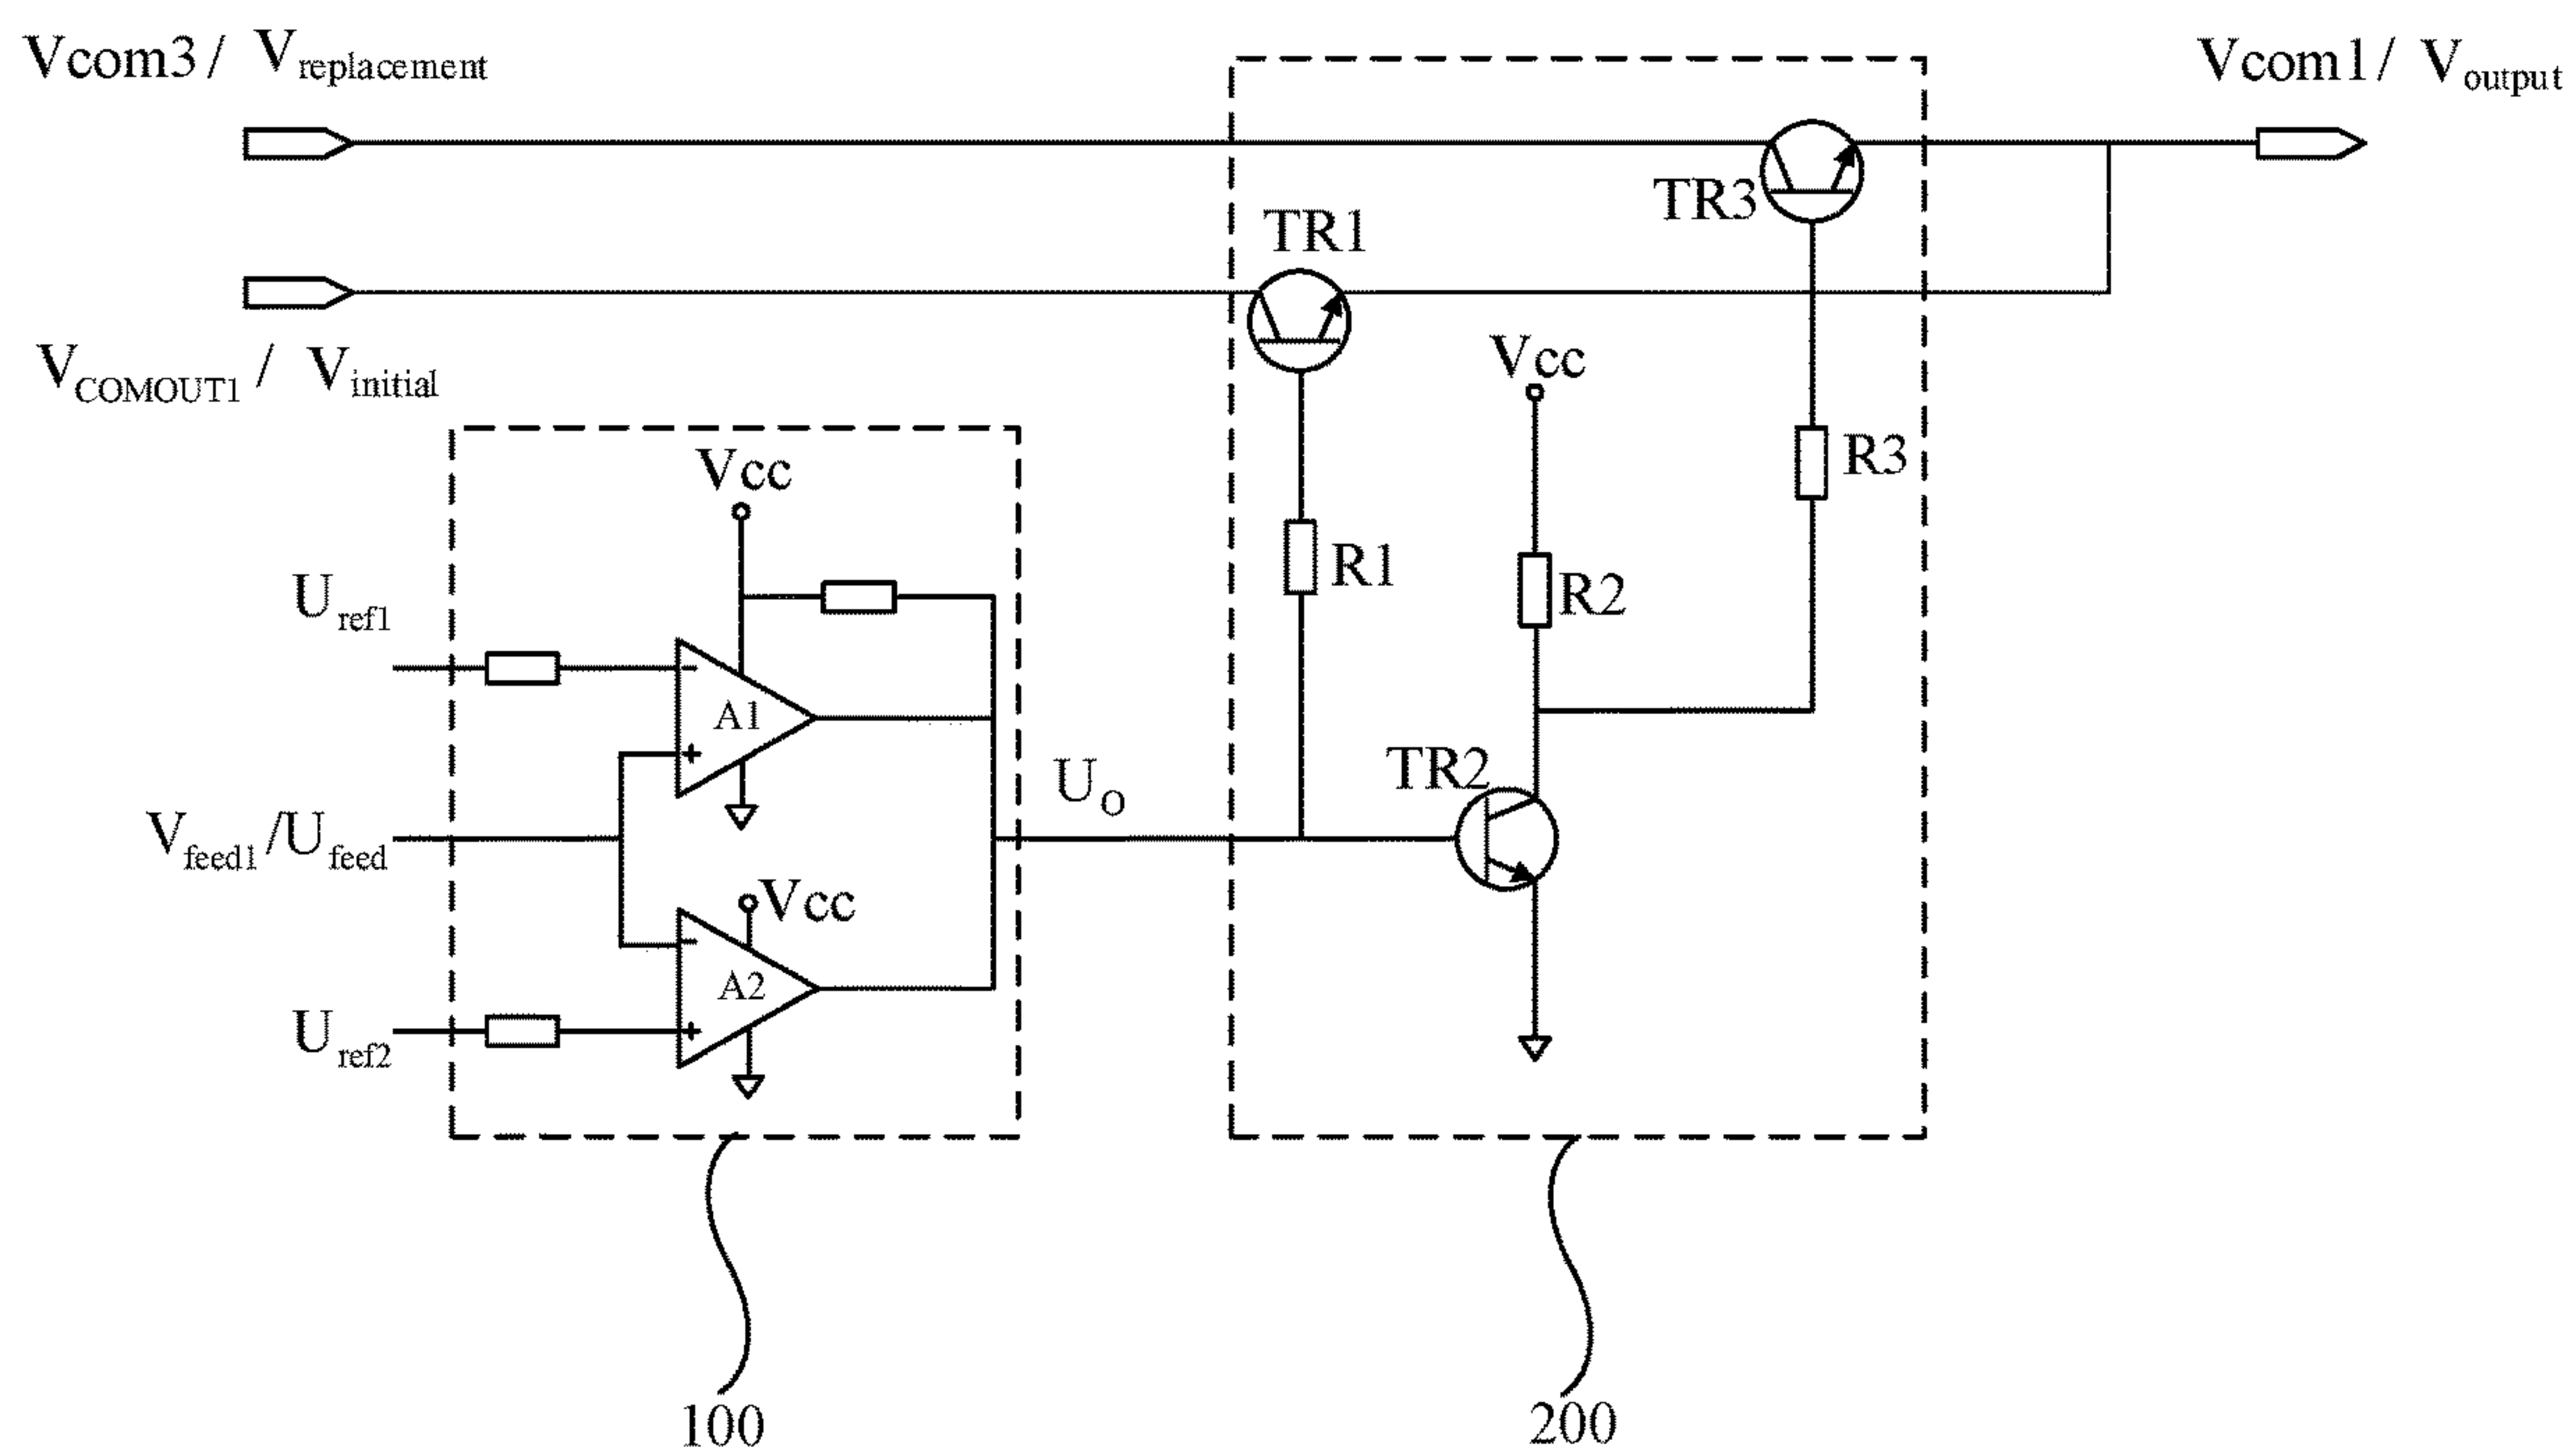 Vcom3 / Vreplacement
Vcom1 / Voutput
TR3
TR1
VCOMOUT1 / Vinitial
Vcc
R3
Vcc
R1
R2
Uref1
A1
TR2
UO
Vfeed1/Ufeed
Vcc
A2
Uref2
100
200